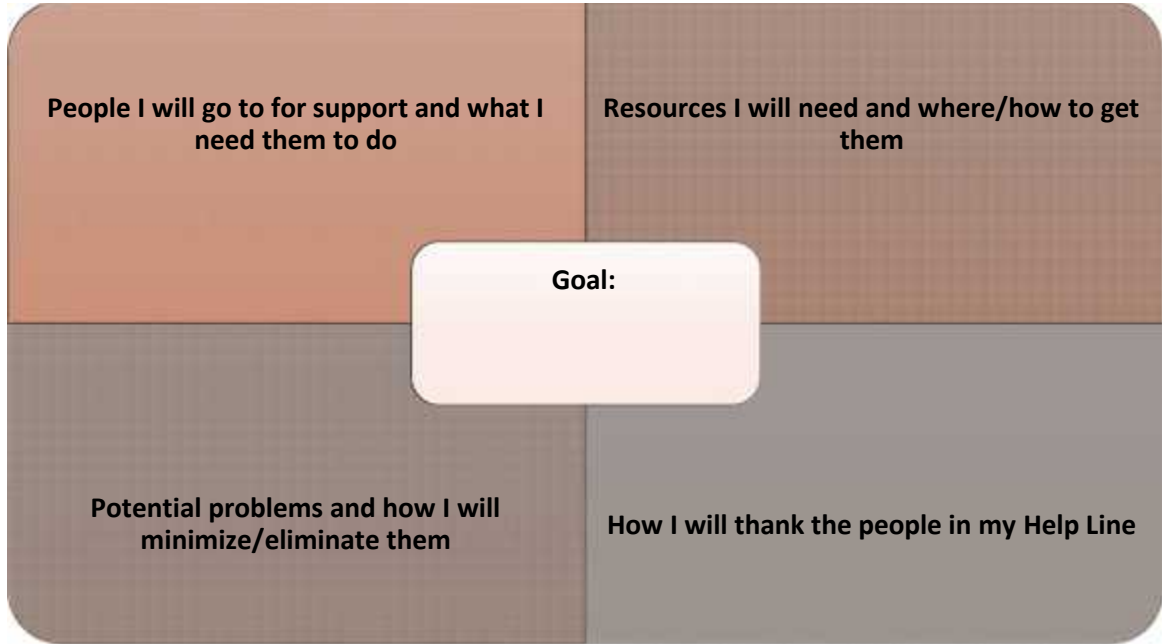 People I will go to for support and what I
need them to do
Resources I will need and where/how to get
them
Goal:
Potential problems and how I will
minimize/eliminate them
How I will thank the people in my Help Line